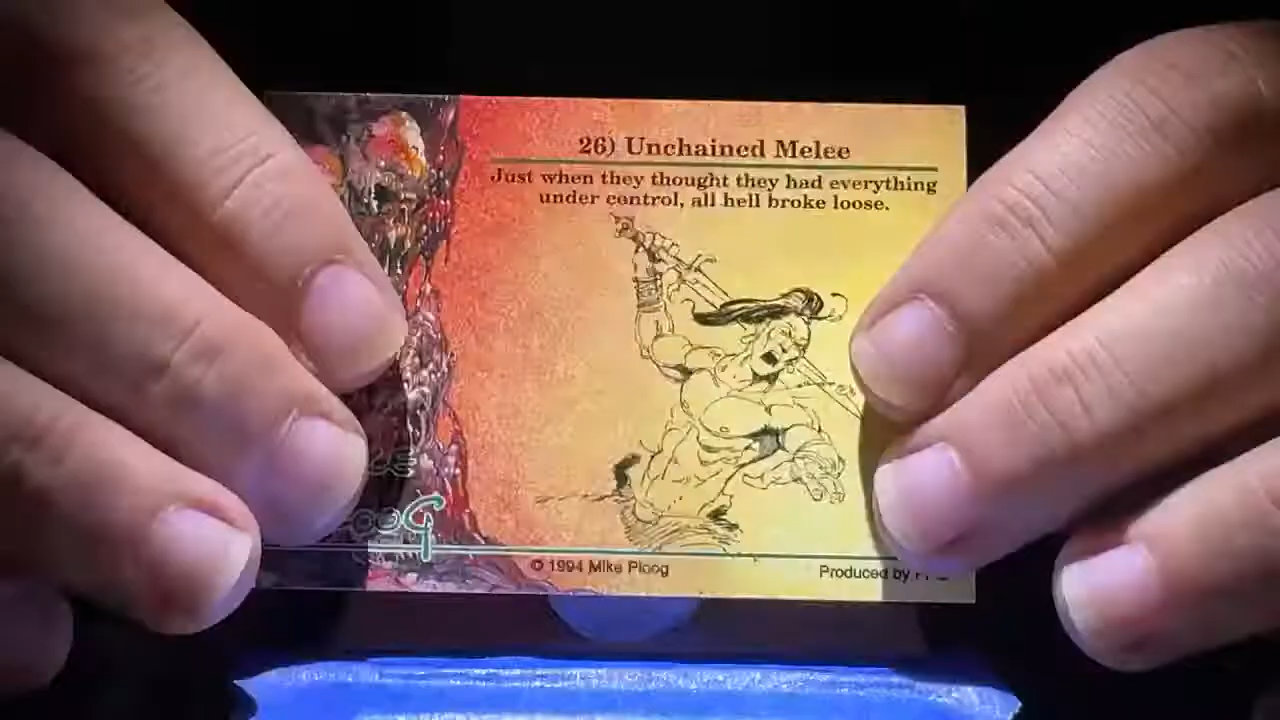 26) Unchained Melee
Just when they thought they had everything
under control, all hell broke loose.
© 1994 Mike Ploog
Produced by